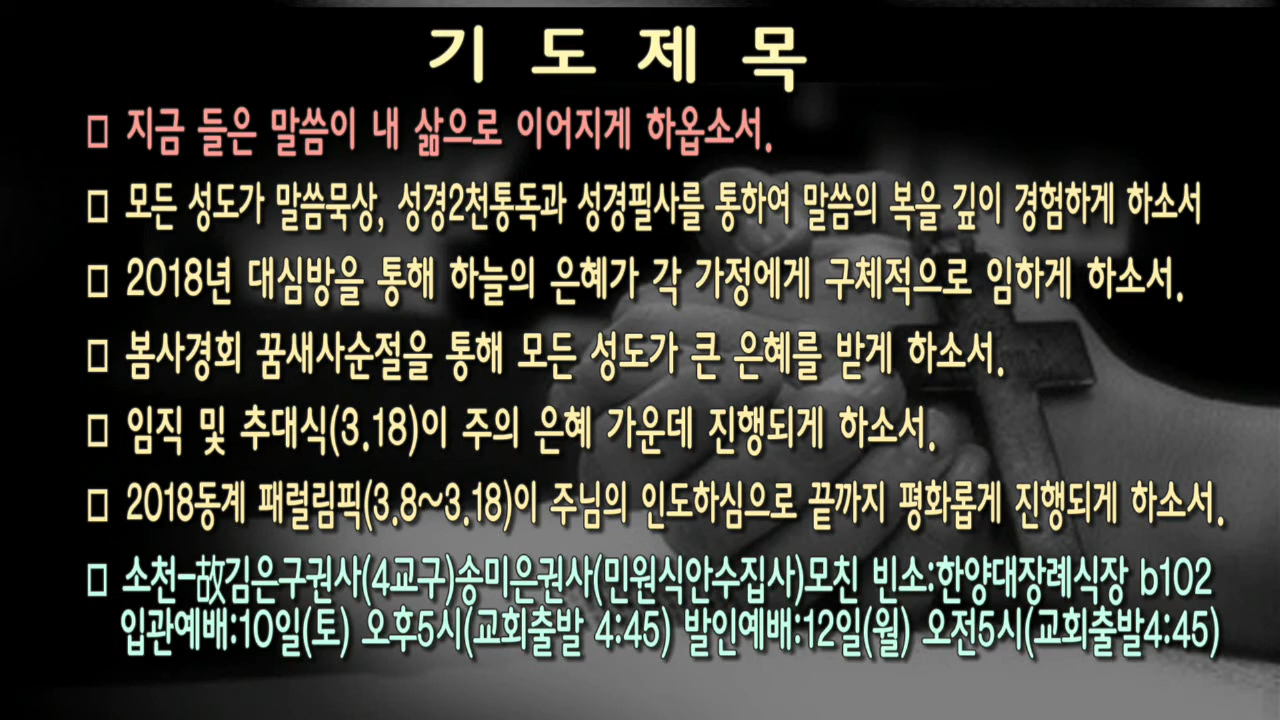 기 도 제 목
□ 지금 들은 말씀이 내 삶으로 이어지게 하옵소서.
□ 모든 성도가 말씀묵상, 성경2천통독과 성경필사를 통하여 말씀의 복을 깊이 경험하게 하소서
□ 2018년 대심방을 통해 하늘의 은혜가 각 가정에게 구체적으로 임하게 하소서.
□ 봄사경회 꿈새사순절을 통해 모든 성도가 큰 은혜를 받게 하소서.
□ 임직 및 추대식(3.18)이 주의 은혜 가운데 진행되게 하소서.
□ 2018동계 패럴림픽(3.8~3.18)이 주님의 인도하심으로 끝까지 평화롭게 진행되게 하소서.
□ 소천-故김은구권사(4교구)송미은권사(민원식안수집사)모친 빈소:한양대장례식장 b102
입관예배:10일(토) 오후5시(교회출발 4:45) 발인예배:12일(월) 오전5시(교회출발4:45)